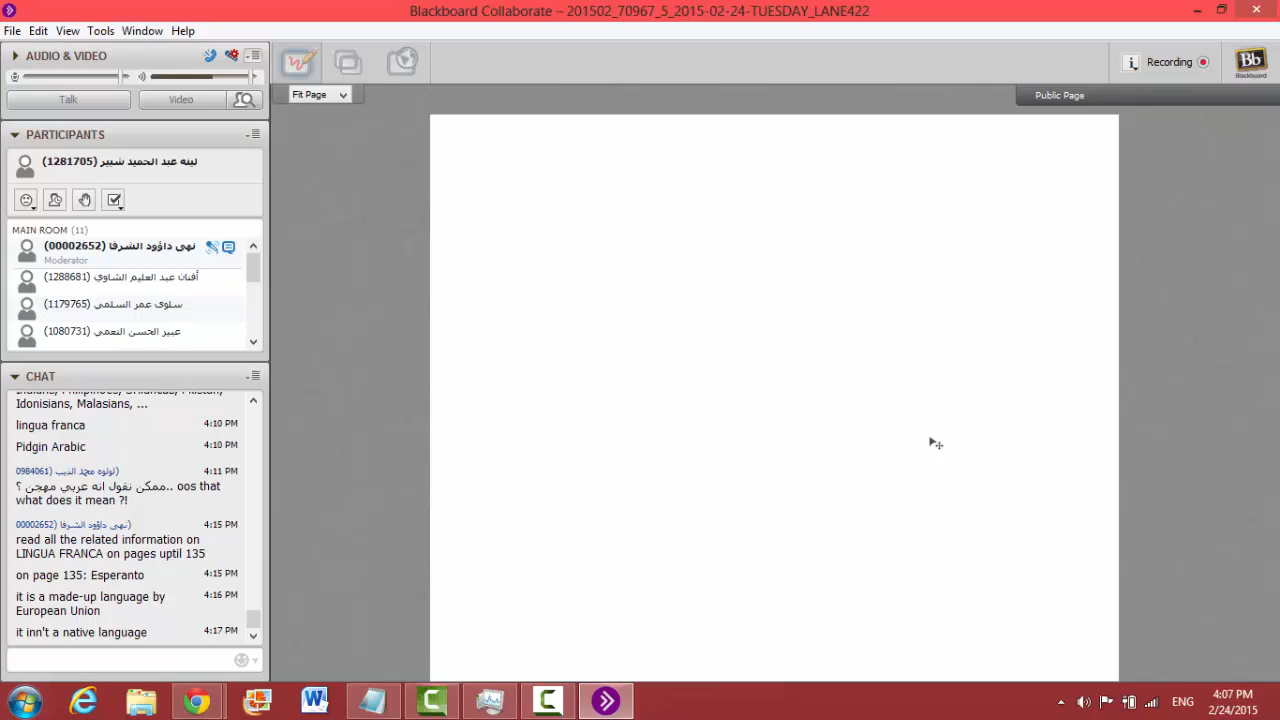 Blackboard Collaborate – 201502_70967_5_2015-02-24-TUESDAY_LANE422
File Edit View Tools Window Help
AUDIO & VIDEO
Talk Video
PARTICIPANTS
لينه عبد الحميد شبير (1281705)
MAIN ROOM (11)
نهى داؤود الشرفا (00002652)
Moderator
أفنان عبد العليم الشاوي (1288681)
سلوى عمر السلمي (1179765)
عبير الحسن النعمي (1080731)
CHAT
Idonisians, Malasians, ...
lingua franca 4:10 PM
Pidgin Arabic 4:10 PM
لولوه محمد الذيب (0984061) 4:11 PM
ممكن نقول انه عربي مهجن ؟.. oos that
what does it mean ?!
نهى داؤود الشرفا (00002652) 4:15 PM
read all the related information on
LINGUA FRANCA on pages uptil 135
on page 135: Esperanto 4:15 PM
it is a made-up language by 4:16 PM
European Union
it inn't a native language 4:17 PM
Fit Page
Recording
Bb
Blackboard
Public Page
ENG
4:07 PM
2/24/2015